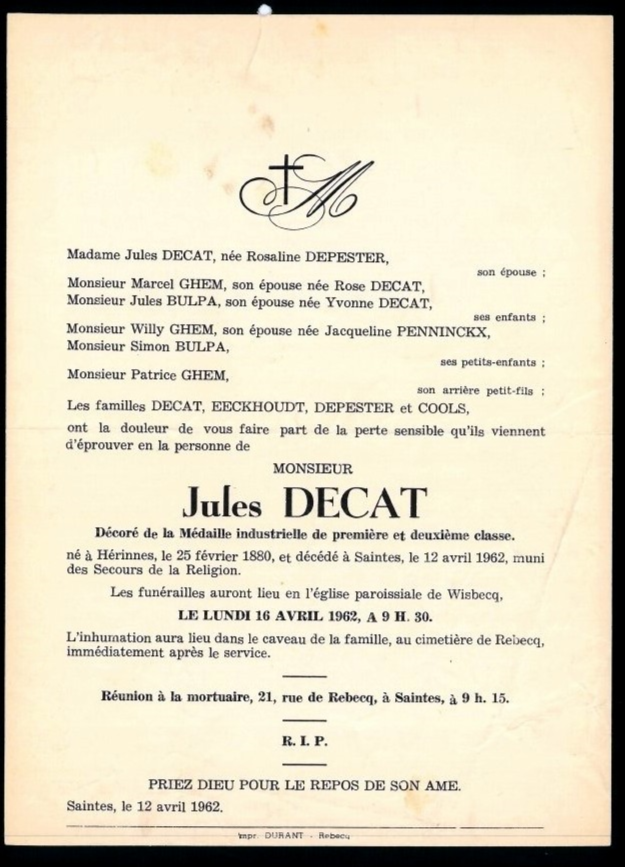 M
Madame Jules DECAT, née Rosaline DEPESTER,
son épouse ;
Monsieur Marcel GHEM, son épouse née Rose DECAT,
Monsieur Jules BULPA, son épouse née Yvonne DECAT,
ses enfants ;
Monsieur Willy GHEM, son épouse née Jacqueline PENNINCKX,
Monsieur Simon BULPA,
ses petits-enfants ;
Monsieur Patrice GHEM,
son arrière petit-fils ;
Les familles DECAT, EECKHOUDT, DEPESTER et COOLS,
ont la douleur de vous faire part de la perte sensible qu'ils viennent
d'éprouver en la personne de
MONSIEUR
Jules DECAT
Décoré de la Médaille industrielle de première et deuxième classe.
né à Hérinnes, le 25 février 1880, et décédé à Saintes, le 12 avril 1962, muni
des Secours de la Religion.
Les funérailles auront lieu en l'église paroissiale de Wisbecq,
LE LUNDI 16 AVRIL 1962, A 9 H. 30.
L'inhumation aura lieu dans le caveau de la famille, au cimetière de Rebecq,
immédiatement après le service.
Réunion à la mortuaire, 21, rue de Rebecq, à Saintes, à 9 h. 15.
R. I. P.
PRIEZ DIEU POUR LE REPOS DE SON AME.
Saintes, le 12 avril 1962.
Impr. DURANT - Rebecq